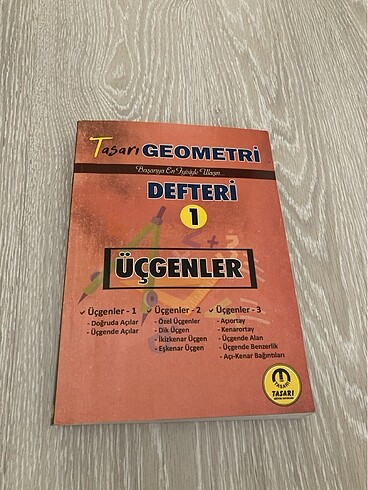 Tasarı GEOMETRİ
Başarıya En İyisiyle Ulaşın...
DEFTERİ
1
ÜÇGENLER
✓ Üçgenler - 1
- Doğruda Açılar
- Üçgende Açılar
✓ Üçgenler - 2
- Özel Üçgenler
- Dik Üçgen
- İkizkenar Üçgen
- Eşkenar Üçgen
✓ Üçgenler - 3
- Açıortay
- Kenarortay
- Üçgende Alan
- Üçgende Benzerlik
- Açı-Kenar Bağıntıları
TASARI
TASARI